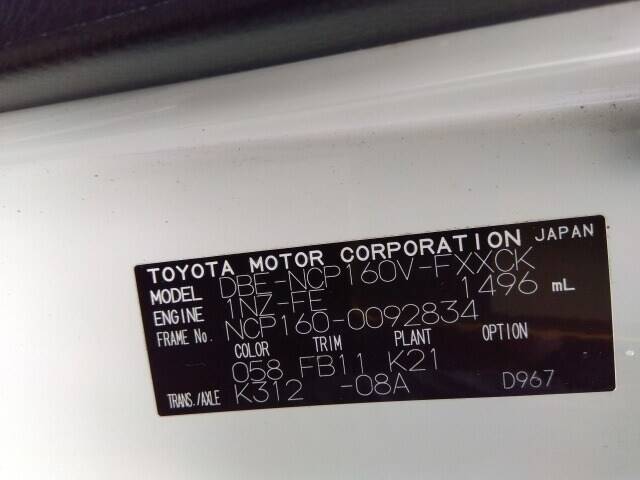 TOYOTA MOTOR CORPORATION JAPAN
MODEL DBE-NCP160V-FXXCK
ENGINE 1NZ-FE 1496 mL
FRAME No. NCP160-0092834
COLOR TRIM PLANT OPTION
058 FB11 K21
TRANS./AXLE K312 -08A D967